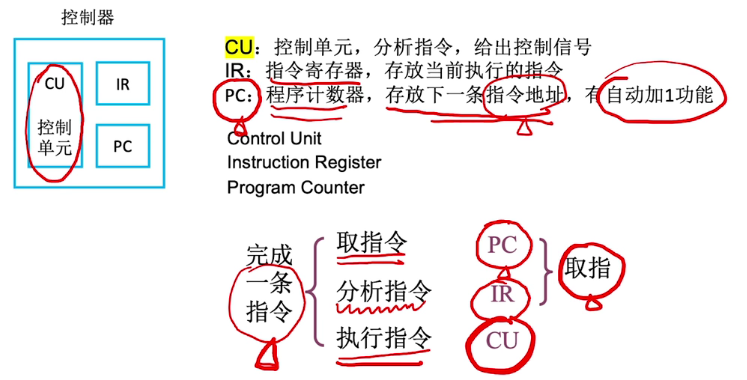 控制器
CU
控制
单元
IR
PC
CU：控制单元，分析指令，给出控制信号
IR：指令寄存器，存放当前执行的指令
PC：程序计数器，存放下一条指令地址，有自动加1功能
Control Unit
Instruction Register
Program Counter
完成
一条
指令
取指令
分析指令
执行指令
PC
IR
CU
取指